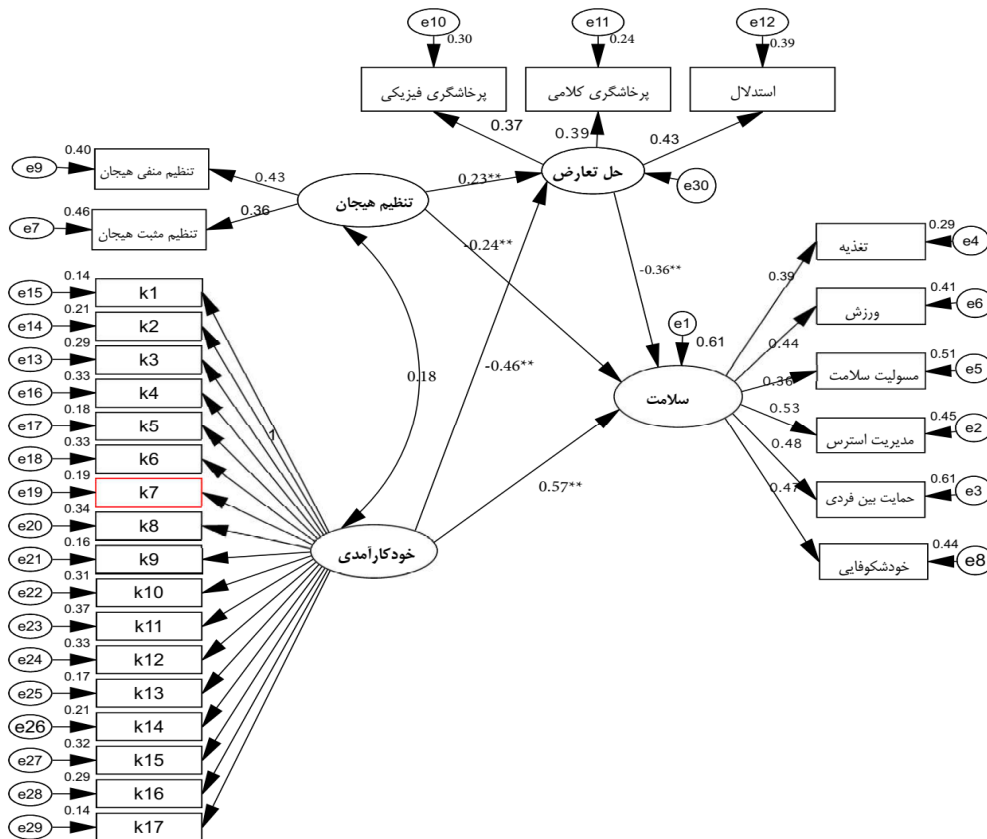 e10
e11
e12
0.30
0.24
0.39
پرخاشگری فیزیکی
پرخاشگری کلامی
استدلال
0.37
0.39
0.43
e9
0.40
تنظیم منفی هیجان
0.43
e7
0.46
تنظیم مثبت هیجان
0.36
تنظیم هیجان
0.23**
حل تعارض
e30
-0.24**
-0.36**
-0.46**
0.18
0.57**
e1
0.61
سلامت
0.39
0.44
0.36
0.53
0.48
0.47
تغذیه
0.29
e4
ورزش
0.41
e6
مسولیت سلامت
0.51
e5
مدیریت استرس
0.45
e2
حمایت بین فردی
0.61
e3
خودشکوفایی
0.44
e8
خودکارآمدی
1
e15
0.14
k1
e14
0.21
k2
e13
0.29
k3
e16
0.33
k4
e17
0.18
k5
e18
0.33
k6
e19
0.19
k7
e20
0.34
k8
e21
0.16
k9
e22
0.31
k10
e23
0.37
k11
e24
0.33
k12
e25
0.17
k13
e26
0.21
k14
e27
0.32
k15
e28
0.29
k16
e29
0.14
k17